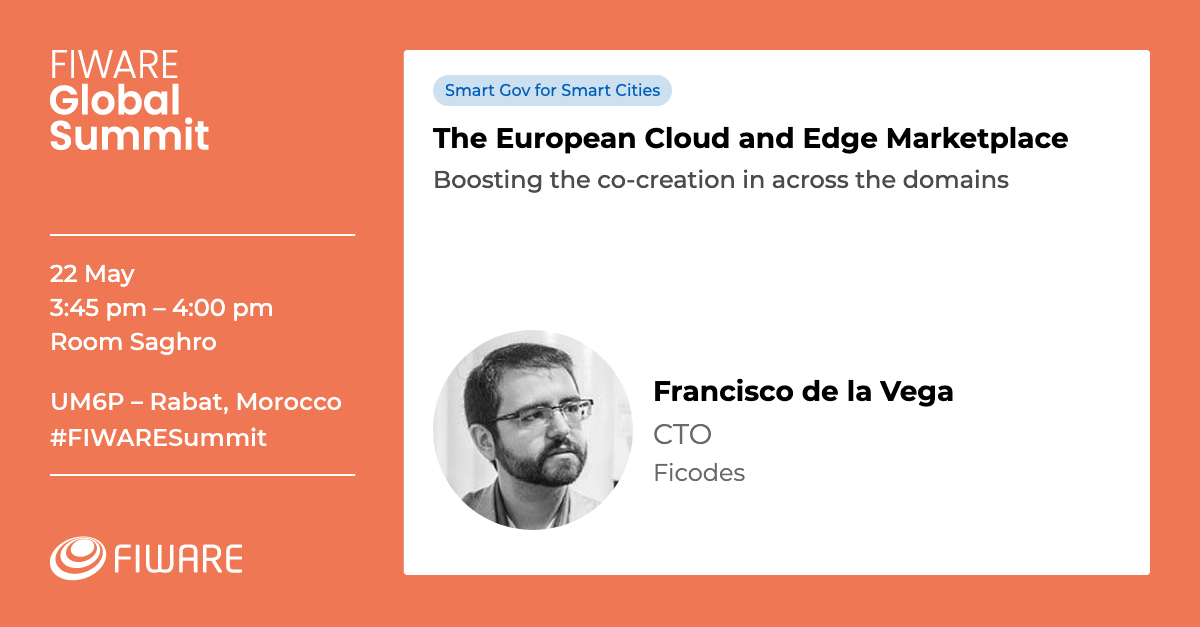 FIWARE
Global
Summit
22 May
3:45 pm – 4:00 pm
Room Saghro
UM6P – Rabat, Morocco
#FIWARESummit
FIWARE
Smart Gov for Smart Cities
The European Cloud and Edge Marketplace
Boosting the co-creation in across the domains
Francisco de la Vega
CTO
Ficodes